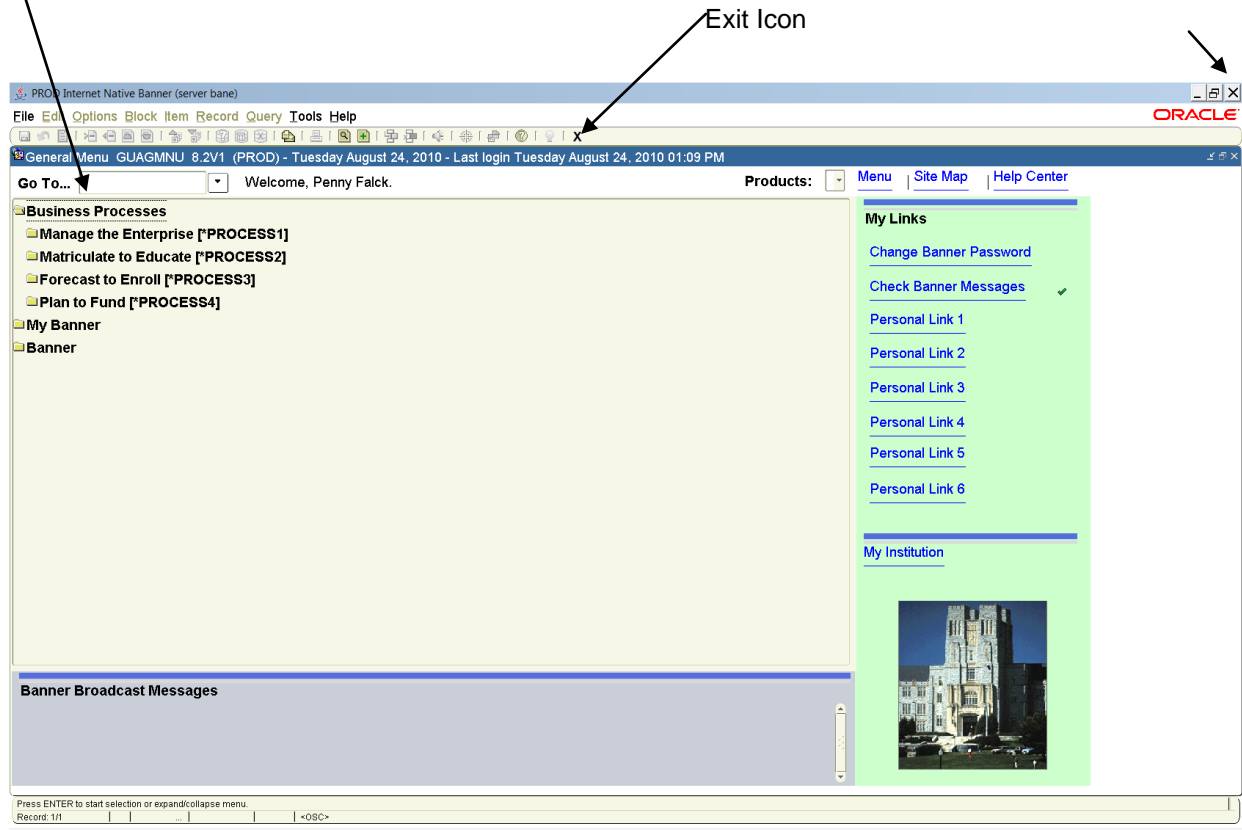 Exit Icon
PROD Internet Native Banner (server bane)
File Edit Options Block Item Record Query Tools Help
ORACLE
General Menu GUAGMNU 8.2V1 (PROD) - Tuesday August 24, 2010 - Last login Tuesday August 24, 2010 01:09 PM
Go To... Welcome, Penny Falck. Products: Menu | Site Map | Help Center
Business Processes
Manage the Enterprise [*PROCESS1]
Matriculate to Educate [*PROCESS2]
Forecast to Enroll [*PROCESS3]
Plan to Fund [*PROCESS4]
My Banner
Banner
My Links
Change Banner Password
Check Banner Messages
Personal Link 1
Personal Link 2
Personal Link 3
Personal Link 4
Personal Link 5
Personal Link 6
My Institution
Banner Broadcast Messages
Press ENTER to start selection or expand/collapse menu.
Record: 1/1 | | ... | | | <OSC>